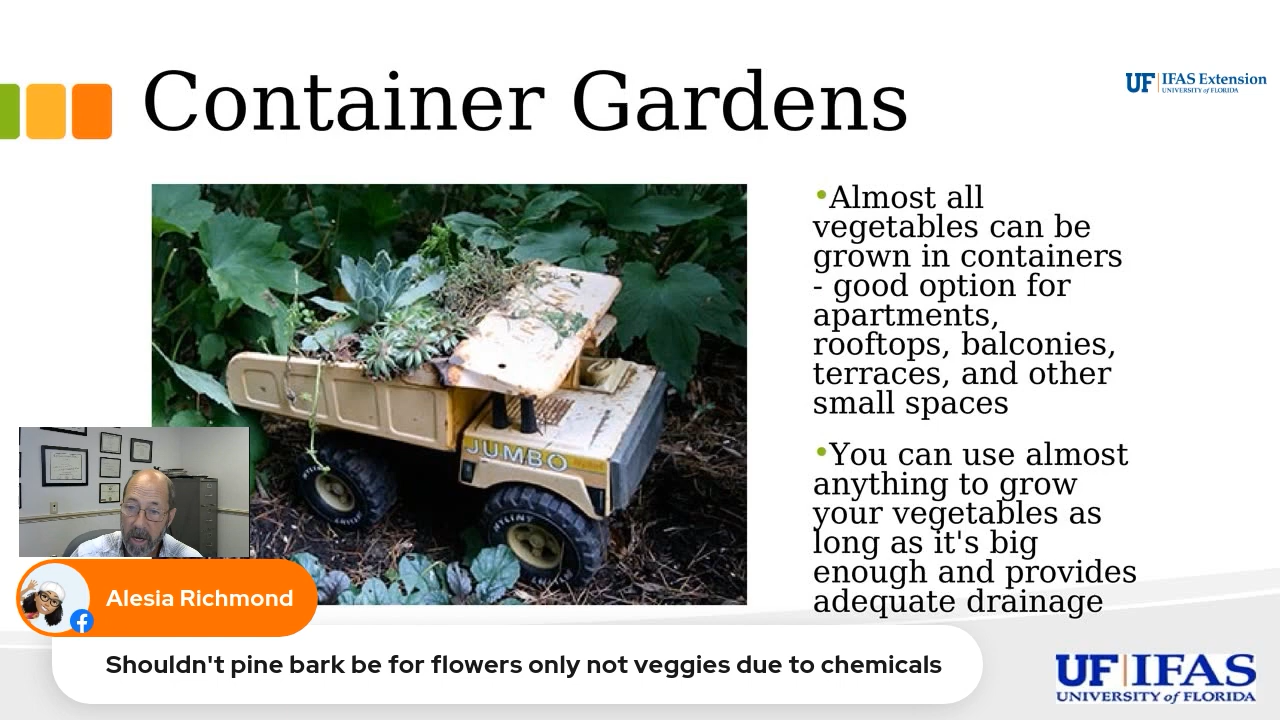 Container Gardens
UF IFAS Extension
UNIVERSITY of FLORIDA
•Almost all
vegetables can be
grown in containers
- good option for
apartments,
rooftops, balconies,
terraces, and other
small spaces
•You can use almost
anything to grow
your vegetables as
long as it's big
enough and provides
adequate drainage
JUMBO
Alesia Richmond
Shouldn't pine bark be for flowers only not veggies due to chemicals
UF IFAS
UNIVERSITY of FLORIDA